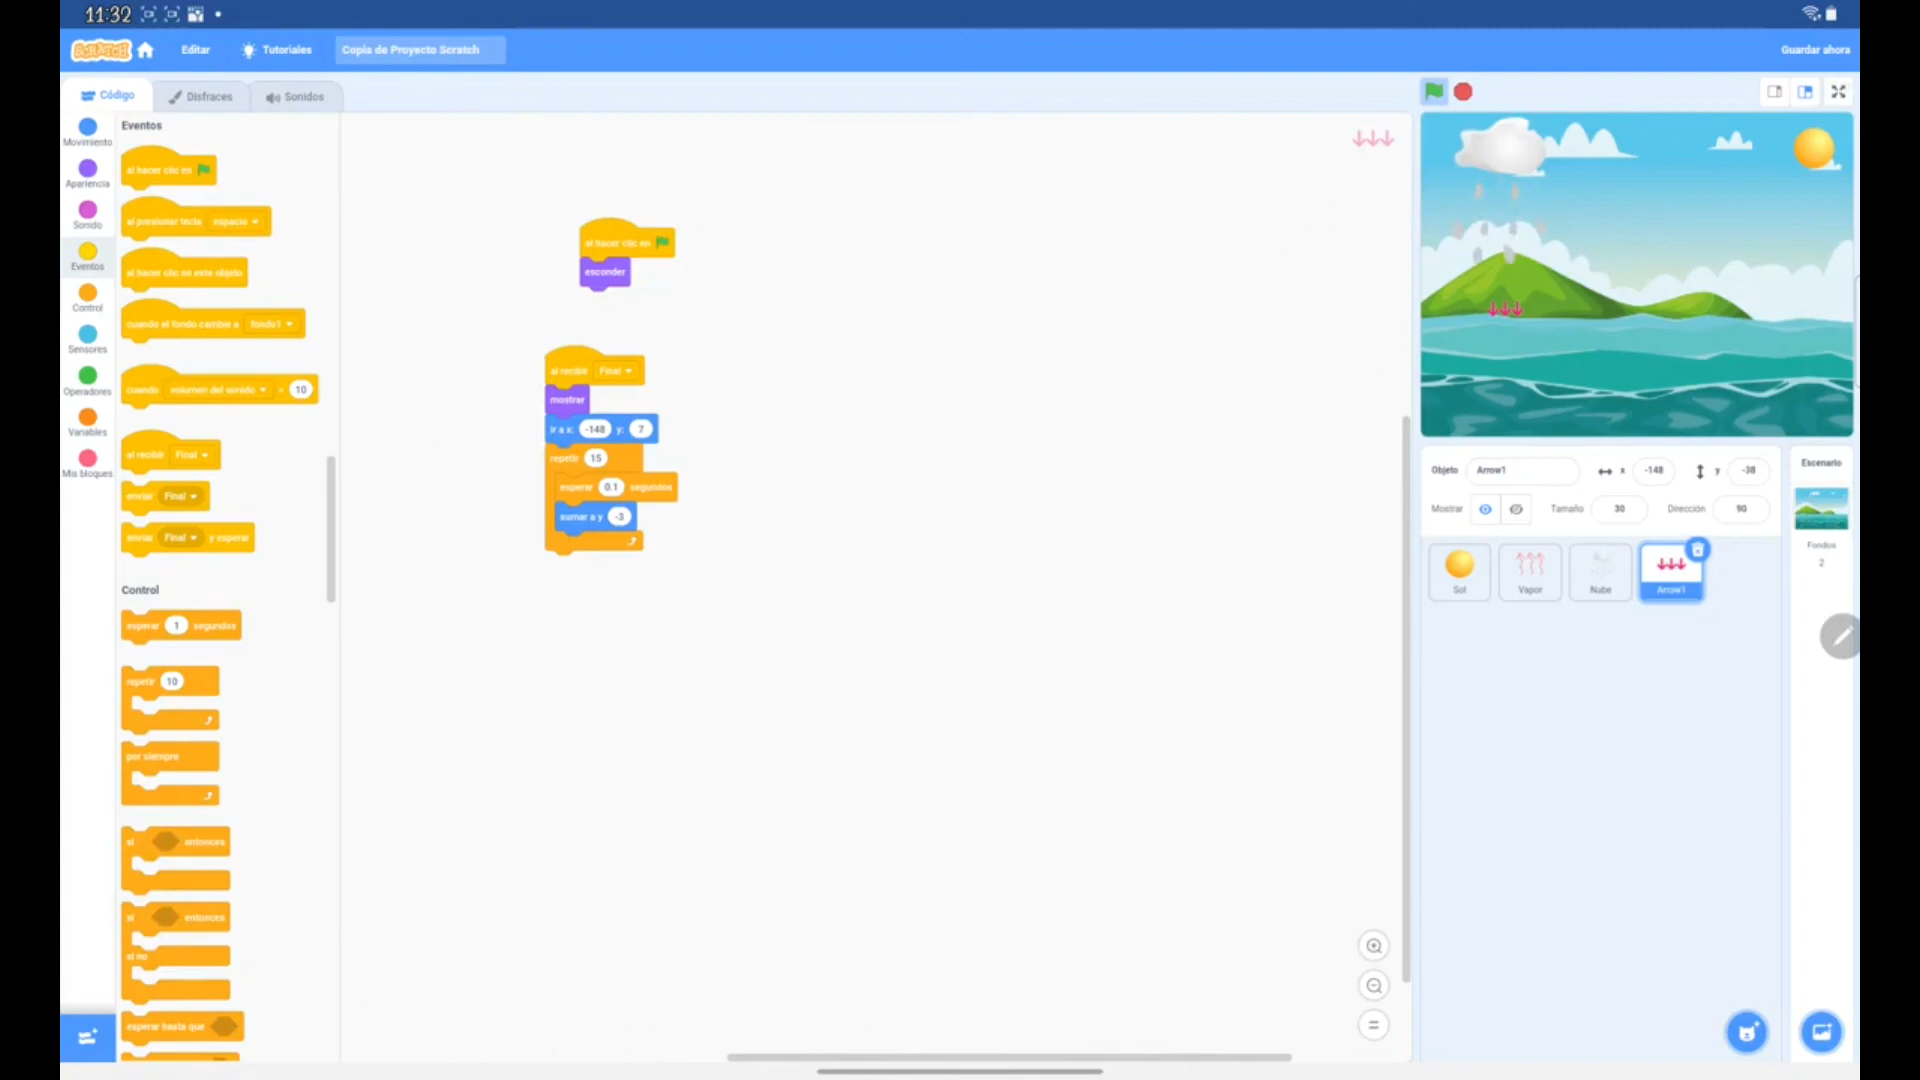 11:32
SCRATCH
Editar
Tutoriales
Copia de Proyecto Scratch
Guardar ahora
Código
Disfraces
Sonidos
Movimiento
Apariencia
Sonido
Eventos
Control
Sensores
Operadores
Variables
Mis bloques
Eventos
al hacer clic en
al presionar tecla espacio
al hacer clic en este objeto
cuando el fondo cambie a fondo1
cuando volumen del sonido > 10
al recibir Final
enviar Final
enviar Final y esperar
Control
esperar 1 segundos
repetir 10
por siempre
si entonces
si entonces
si no
esperar hasta que
al hacer clic en
esconder
al recibir Final
mostrar
ir a x: -148 y: 7
repetir 15
esperar 0.1 segundos
sumar a y -3
Objeto Arrow1 x -148 y -38
Mostrar Tamaño 30 Dirección 90
Sol
Vapor
Nube
Arrow1
Escenario
Fondos
2